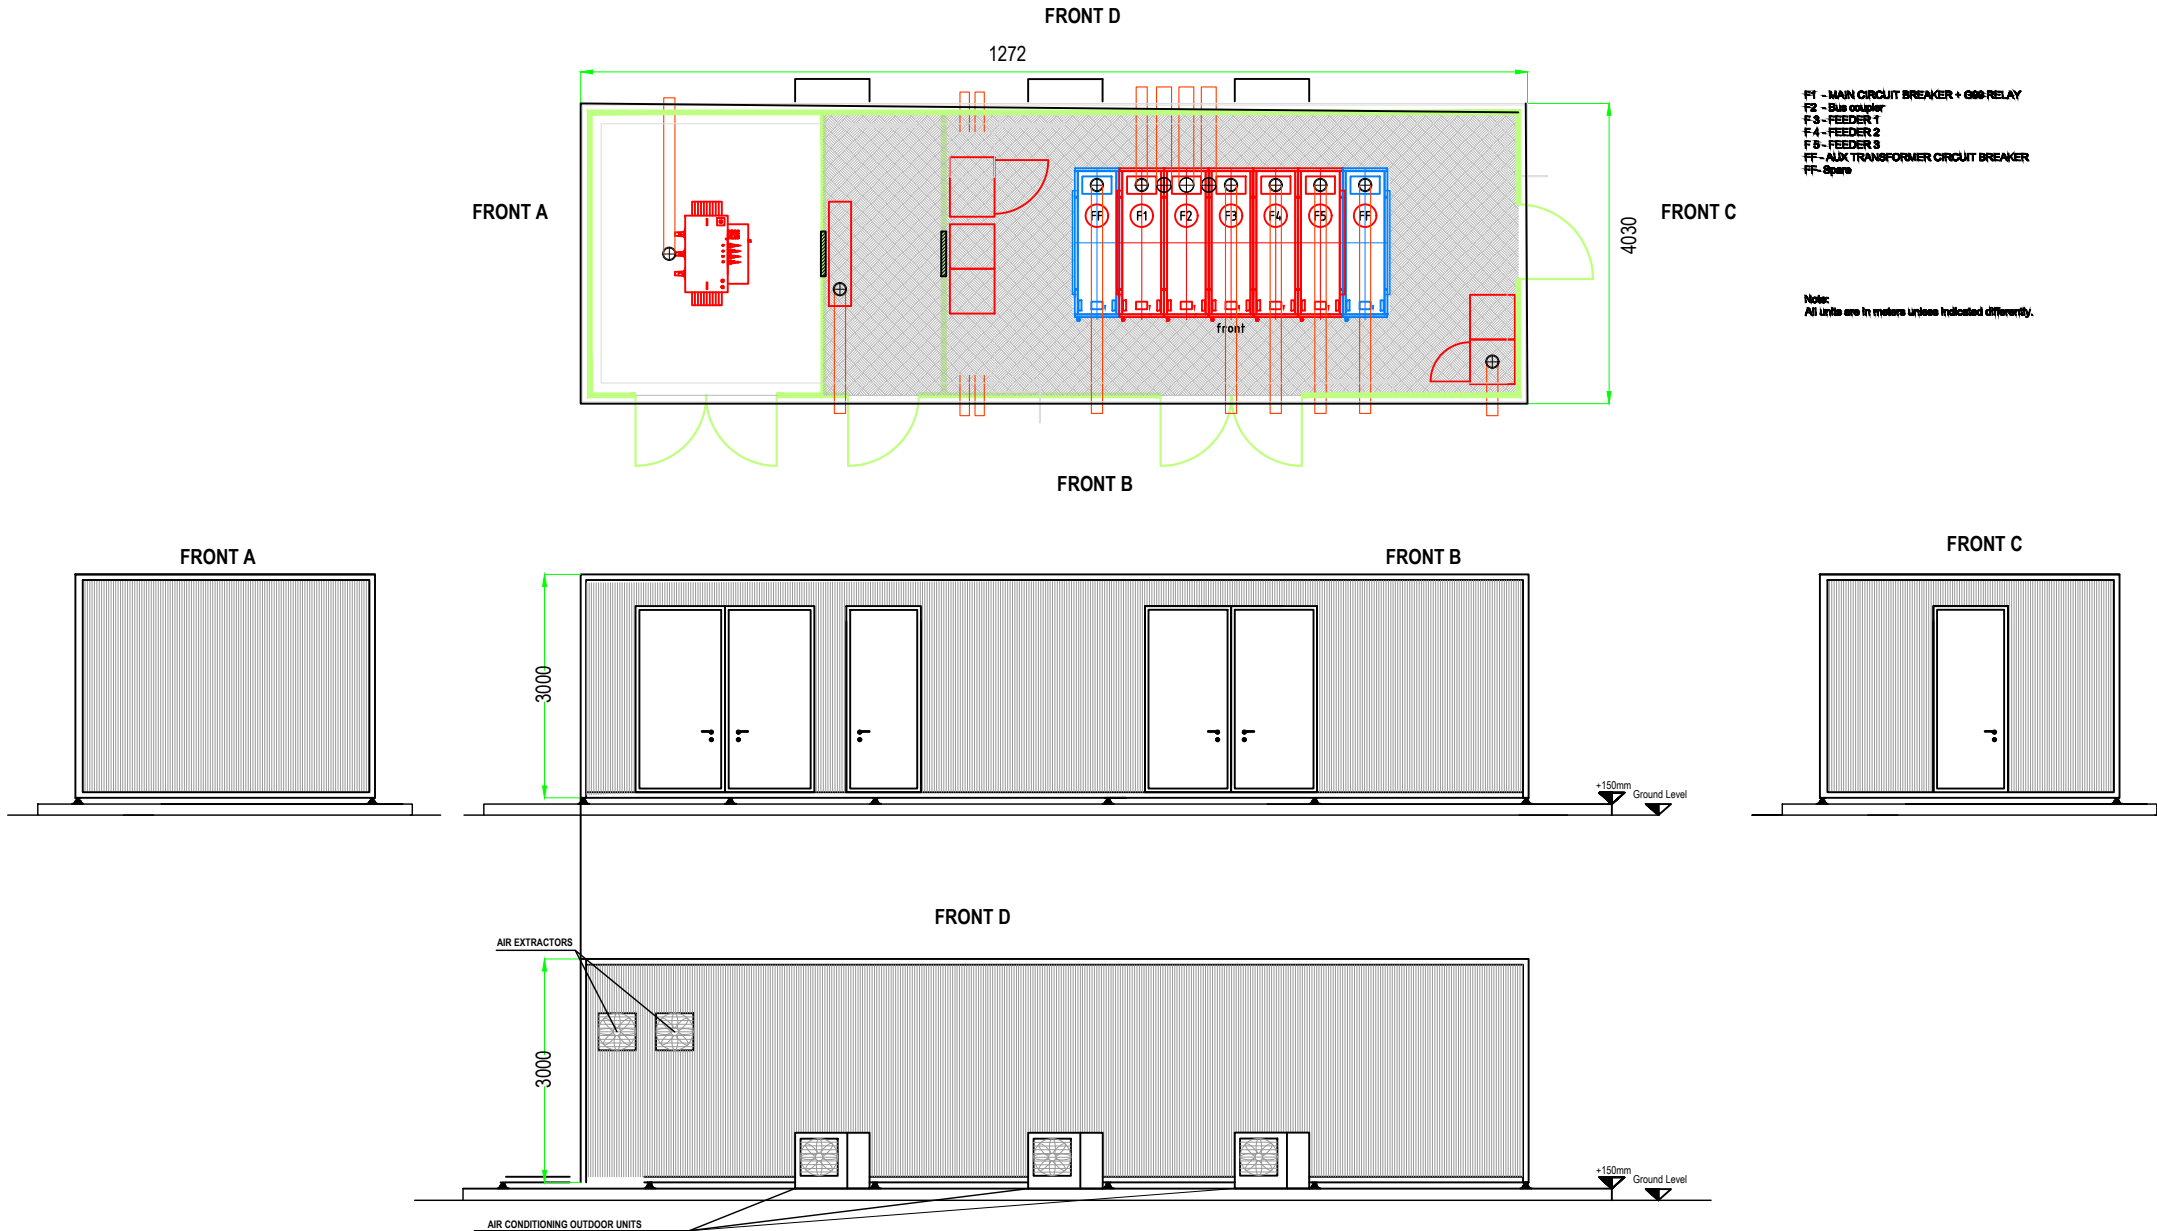 FRONT D
1272
F1 - MAIN CIRCUIT BREAKER + G99 RELAY
F2 - Bus coupler
F 3 - FEEDER 1
F 4 - FEEDER 2
F 5 - FEEDER 3
FF - AUX TRANSFORMER CIRCUIT BREAKER
FF- Spare
FRONT A
FF
F1
F2
F3
F4
F5
FF
FRONT C
4030
Note:
All units are in meters unless indicated differently.
front
FRONT B
FRONT A
FRONT B
FRONT C
3000
+150mm
Ground Level
FRONT D
AIR EXTRACTORS
3000
+150mm
Ground Level
AIR CONDITIONING OUTDOOR UNITS